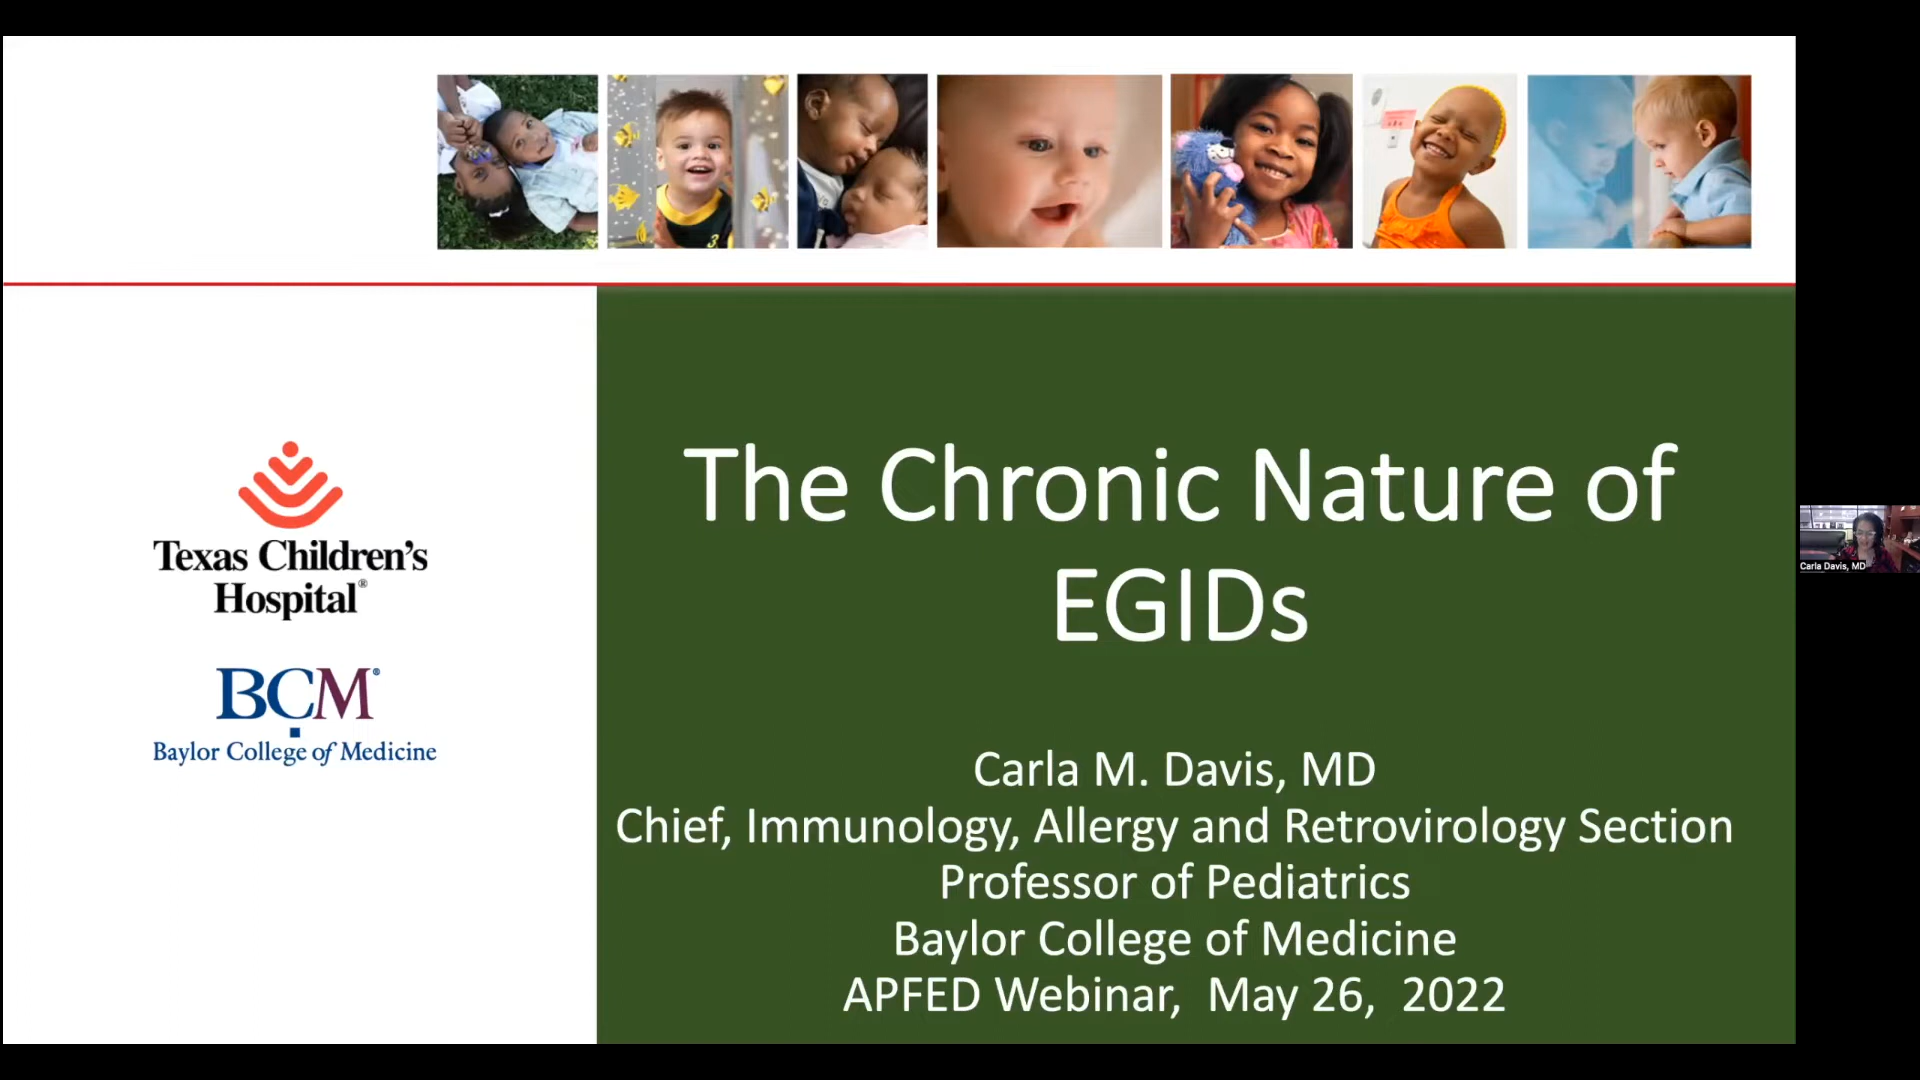 Texas Children's
Hospital®
BCM®
Baylor College of Medicine
The Chronic Nature of
EGIDs
Carla M. Davis, MD
Chief, Immunology, Allergy and Retrovirology Section
Professor of Pediatrics
Baylor College of Medicine
APFED Webinar, May 26, 2022
Carla Davis, MD